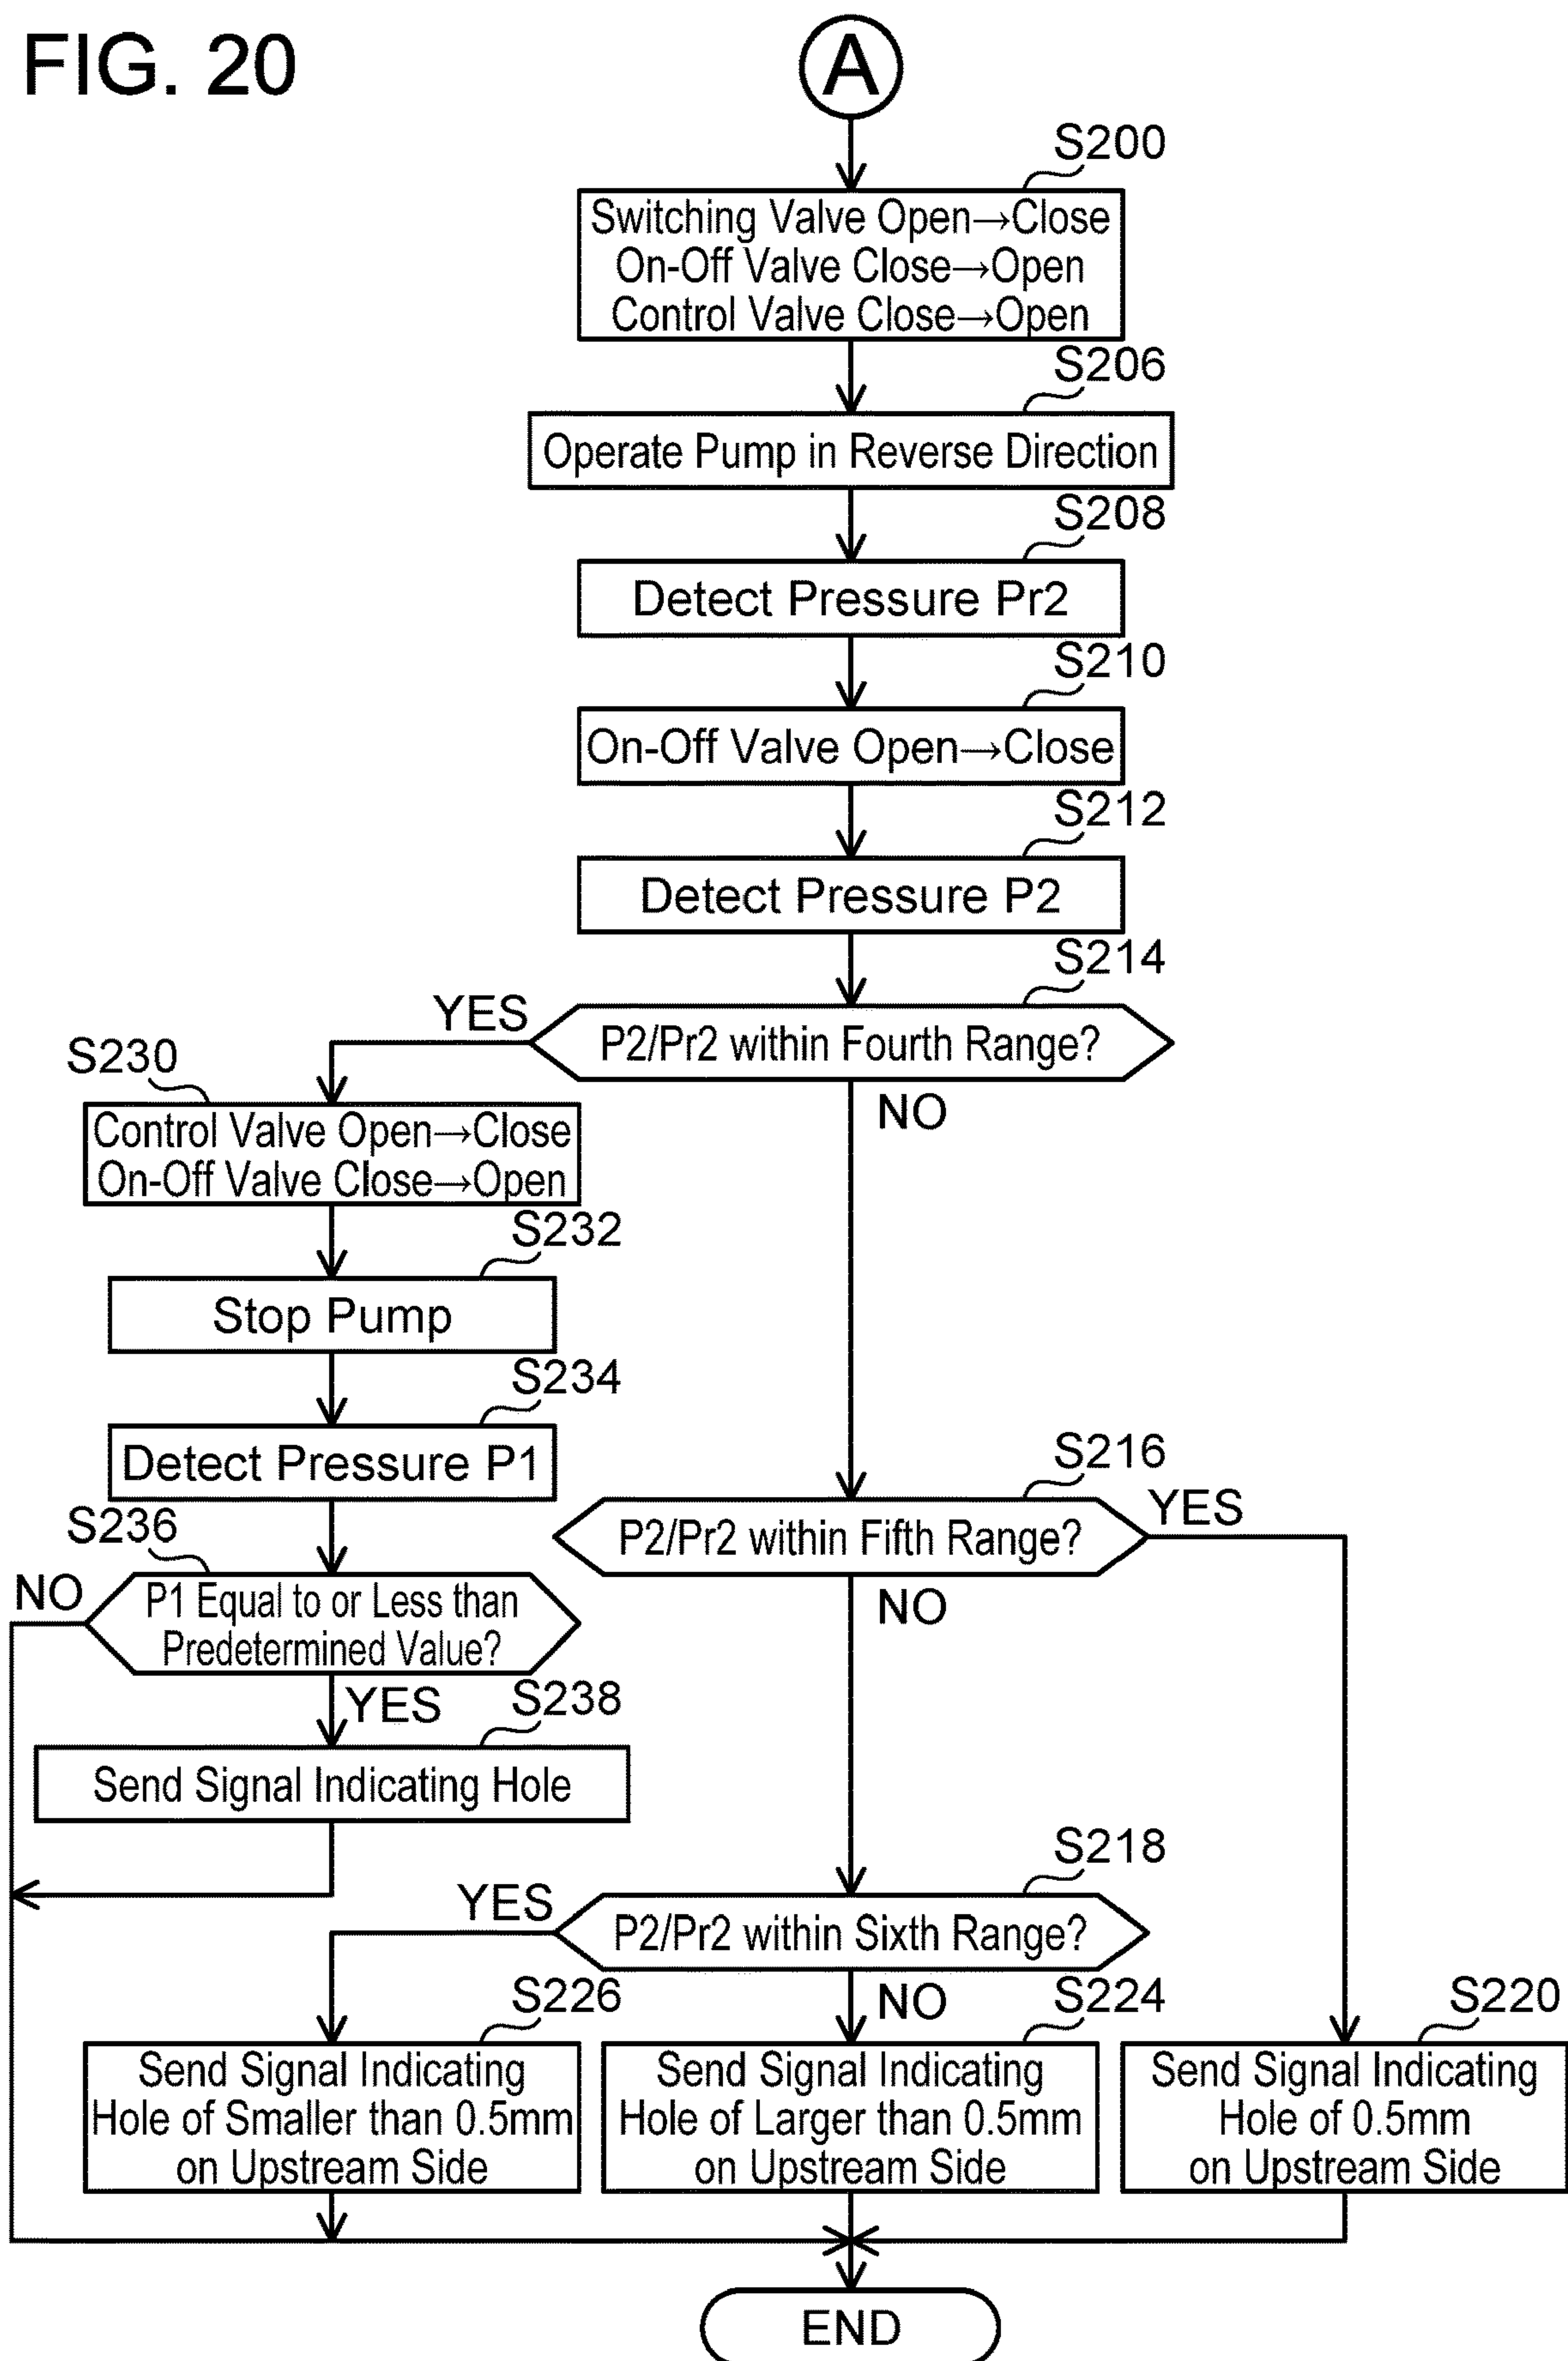 FIG. 20
A
S200
Switching Valve Open→Close
On-Off Valve Close→Open
Control Valve Close→Open
S206
Operate Pump in Reverse Direction
S208
Detect Pressure Pr2
S210
On-Off Valve Open→Close
S212
Detect Pressure P2
S214
P2/Pr2 within Fourth Range?
YES
NO
S230
Control Valve Open→Close
On-Off Valve Close→Open
S232
Stop Pump
S234
Detect Pressure P1
S236
P1 Equal to or Less than
Predetermined Value?
NO
YES
S238
Send Signal Indicating Hole
S216
P2/Pr2 within Fifth Range?
YES
NO
S218
P2/Pr2 within Sixth Range?
YES
NO
S226
Send Signal Indicating
Hole of Smaller than 0.5mm
on Upstream Side
S224
Send Signal Indicating
Hole of Larger than 0.5mm
on Upstream Side
S220
Send Signal Indicating
Hole of 0.5mm
on Upstream Side
END